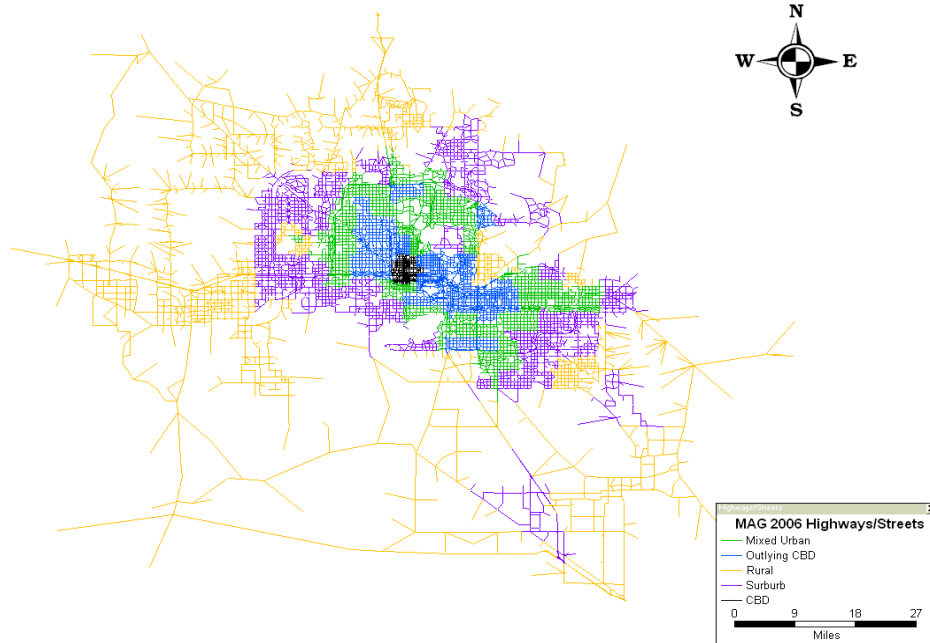 N
W E
S
Highways/Streets
MAG 2006 Highways/Streets
Mixed Urban
Outlying CBD
Rural
Surburb
CBD
0 9 18 27
Miles